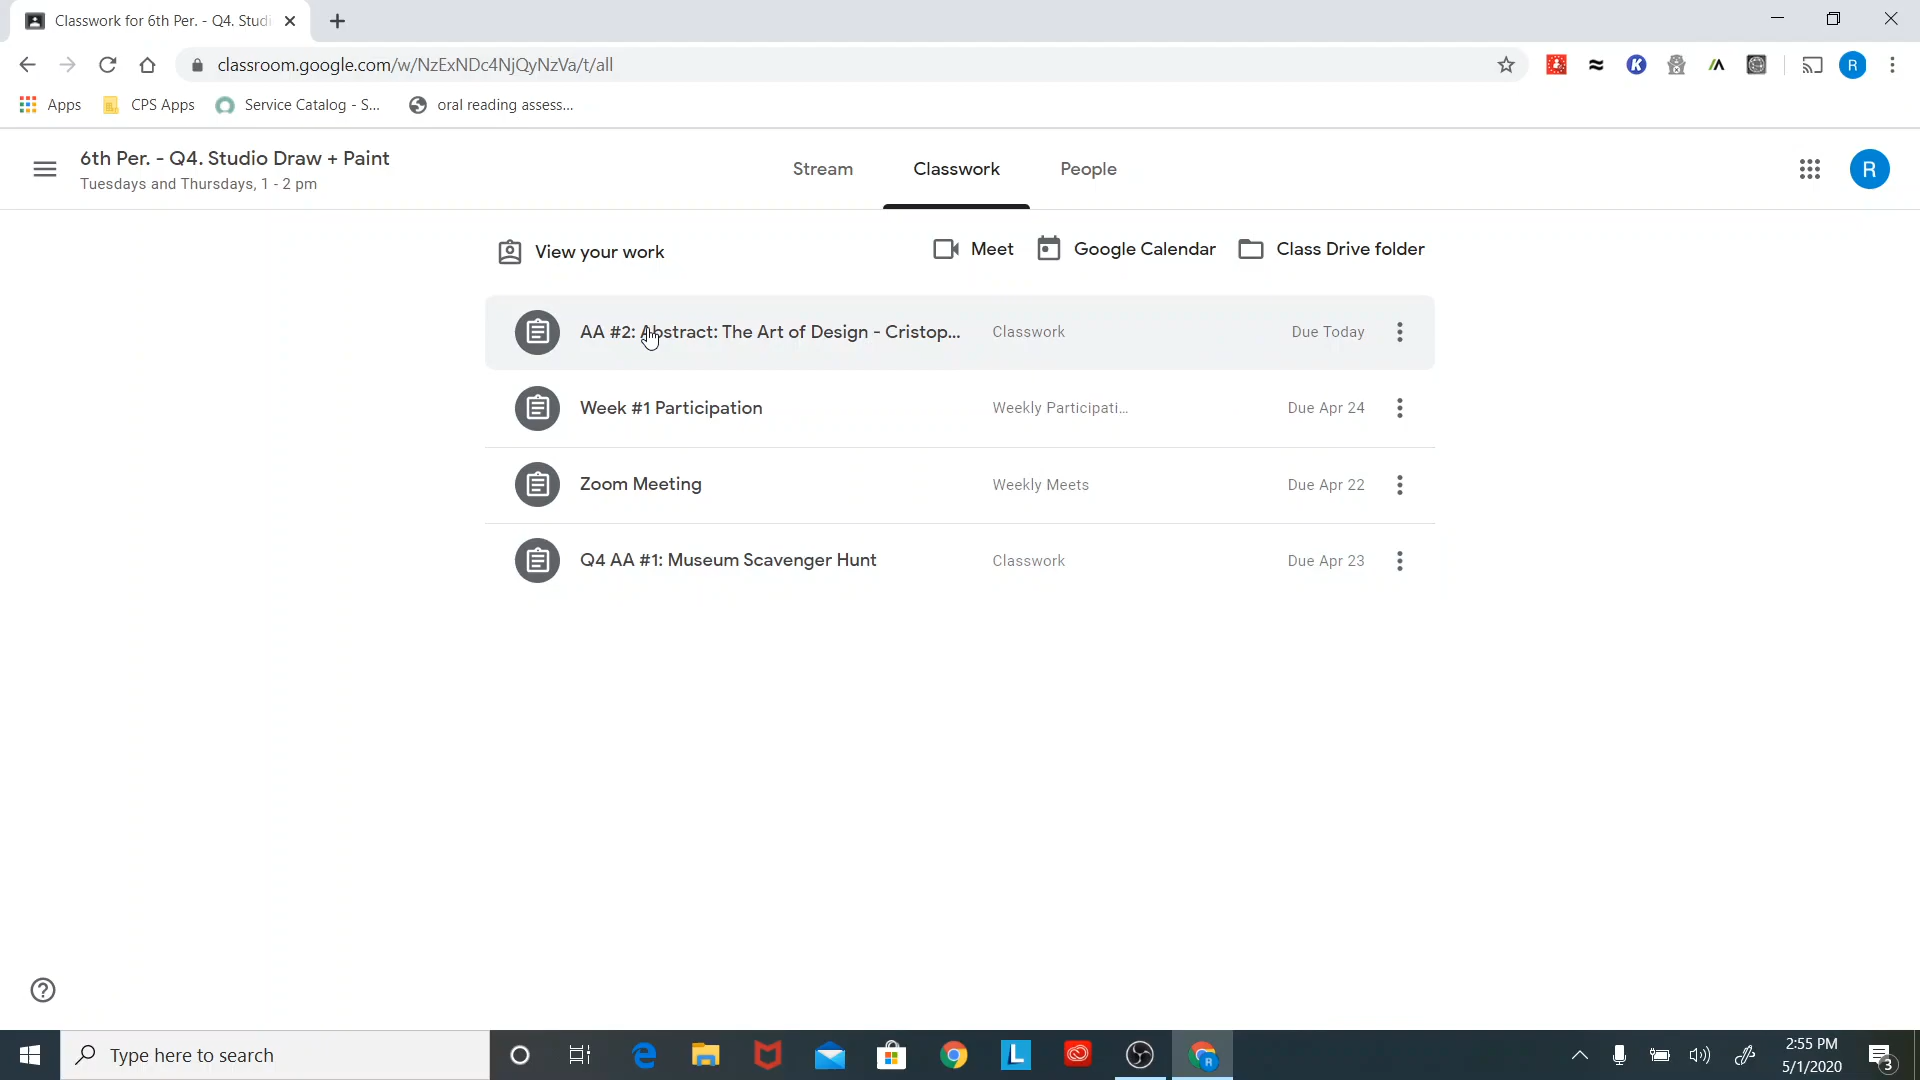 Classwork for 6th Per. - Q4. Studi
classroom.google.com/w/NzExNDc4NjQyNzVa/t/all
R
Apps
CPS Apps
Service Catalog - S...
oral reading assess...
6th Per. - Q4. Studio Draw + Paint
Tuesdays and Thursdays, 1 - 2 pm
Stream
Classwork
People
R
View your work
Meet
Google Calendar
Class Drive folder
AA #2: Abstract: The Art of Design - Cristop...
Classwork
Due Today
Week #1 Participation
Weekly Participati...
Due Apr 24
Zoom Meeting
Weekly Meets
Due Apr 22
Q4 AA #1: Museum Scavenger Hunt
Classwork
Due Apr 23
Type here to search
L
R
2:55 PM
5/1/2020
3